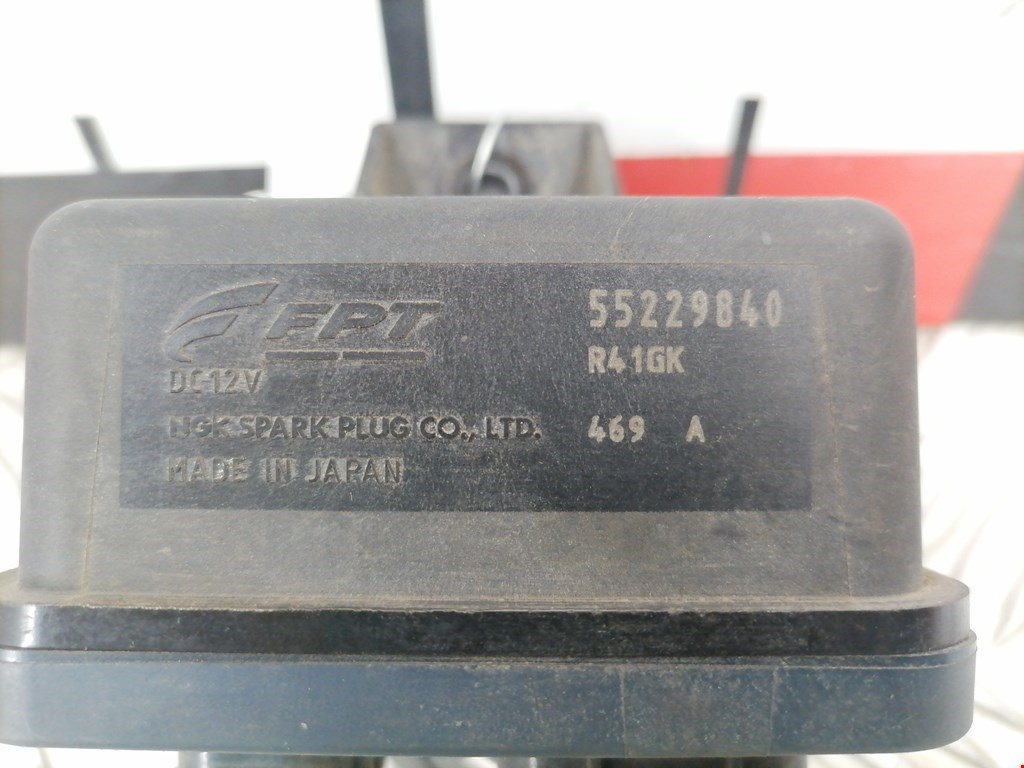 FPT
55229840
DC12V
R41GK
NGK SPARK PLUG CO., LTD.
469 A
MADE IN JAPAN